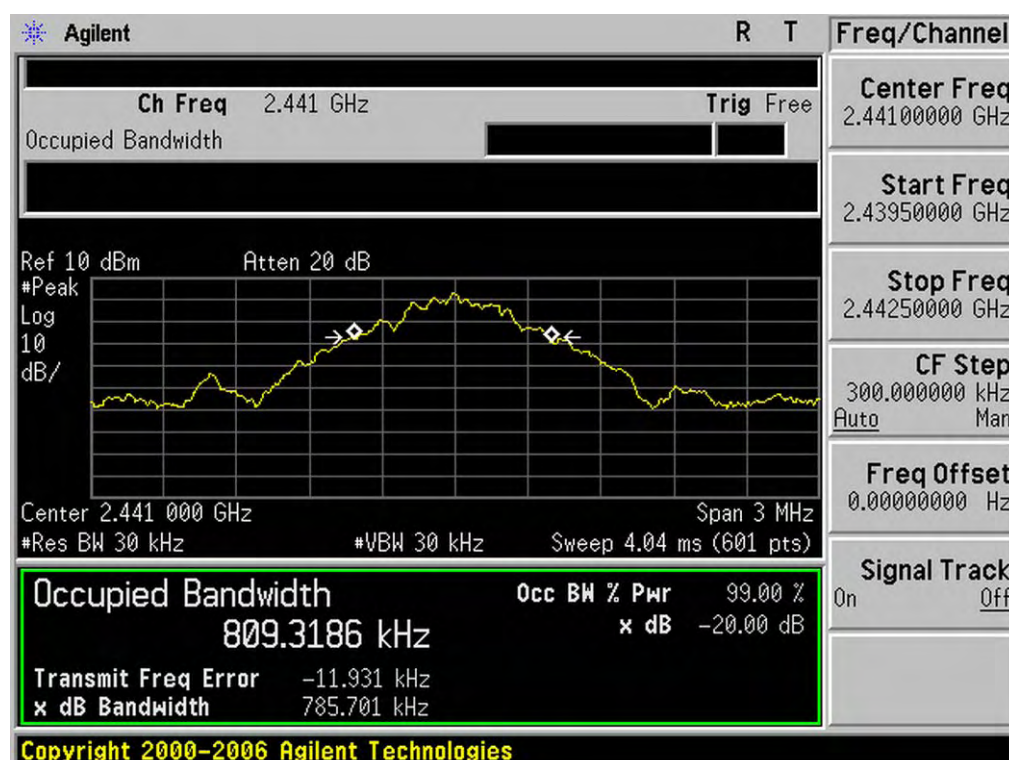 Agilent R T Freq/Channel
Ch Freq 2.441 GHz Trig Free
Occupied Bandwidth
Center Freq
2.44100000 GHz
Start Freq
2.43950000 GHz
Stop Freq
2.44250000 GHz
CF Step
300.000000 kHz
Auto Man
Freq Offset
0.00000000 Hz
Signal Track
On Off
Ref 10 dBm Atten 20 dB
#Peak
Log
10
dB/
Center 2.441 000 GHz Span 3 MHz
#Res BW 30 kHz #VBW 30 kHz Sweep 4.04 ms (601 pts)
Occupied Bandwidth
809.3186 kHz
Occ BW % Pwr 99.00 %
x dB -20.00 dB
Transmit Freq Error -11.931 kHz
x dB Bandwidth 785.701 kHz
Copyright 2000-2006 Agilent Technologies